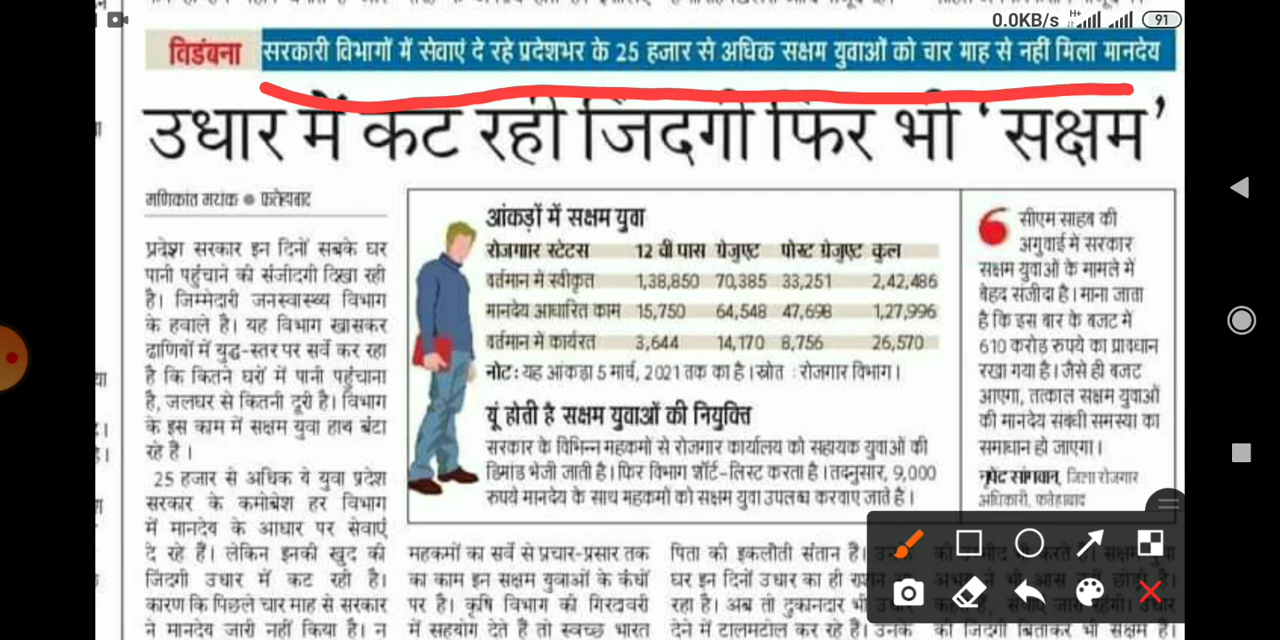 0.0KB/s H+ 91
विडंबना सरकारी विभागों में सेवाएं दे रहे प्रदेशभर के 25 हजार से अधिक सक्षम युवाओं को चार माह से नहीं मिला मानदेय
उधार में कट रही जिंदगी फिर भी ‘सक्षम’
मणिकांत मयंक ● फतेहाबाद
प्रदेश सरकार इन दिनों सबके घर
पानी पहुंचाने की संजीदगी दिखा रही
है। जिम्मेदारी जनस्वास्थ्य विभाग
के हवाले है। यह विभाग खासकर
ढाणियों में युद्ध-स्तर पर सर्वे कर रहा
है कि कितने घरों में पानी पहुंचाना
है, जलघर से कितनी दूरी है। विभाग
के इस काम में सक्षम युवा हाथ बंटा
रहे हैं ।
25 हजार से अधिक ये युवा प्रदेश
सरकार के कमोबेश हर विभाग
में मानदेय के आधार पर सेवाएं
दे रहे हैं। लेकिन इनकी खुद की
जिंदगी उधार में कट रही है।
कारण कि पिछले चार माह से सरकार
ने मानदेय जारी नहीं किया है। न
आंकड़ों में सक्षम युवा
रोजगाार स्टेटस 12 वी पास ग्रेजुएट पोस्ट ग्रेजुएट कुल
वर्तमान में स्वीकृत 1,38,850 70,385 33,251 2,42,486
मानदेय आधारित काम 15,750 64,548 47,698 1,27,996
वर्तमान में कार्यरत 3,644 14,170 8,756 26,570
नोट: यह आंकडा 5 मार्च, 2021 तक का है। स्रोत : रोजगार विभाग।
यूं होती है सक्षम युवाओं की नियुक्ति
सरकार के विभिन्न महकमों से रोजगार कार्यालय को सहायक युवाओं की
डिमांड भेजी जाती है। फिर विभाग शॉर्ट-लिस्ट करता है। तदनुसार, 9,000
रुपये मानदेय के साथ महकमों को सक्षम युवा उपलब्ध करवाए जाते है।
सीएम साहब की
अगुवाई में सरकार
सक्षम युवाओं के मामले में
बेहद संजीदा है। माना जाता
है कि इस बार के बजट में
610 करोड़ रुपये का प्रावधान
रखा गया है। जैसे ही बजट
आएगा, तत्काल सक्षम युवाओं
की मानदेय संबंधी समस्या का
समाधान हो जाएगा।
सांगवान, जिला रोजगार
अधिकारी, फतेहाबाद
महकमों का सर्वे से प्रचार-प्रसार तक
का काम इन सक्षम युवाओं के कंधों
पर है। कृषि विभाग की गिरदावरी
में सहयोग देते हैं तो स्वच्छ भारत
पिता की इकलौती संतान हैं।
घर इन दिनों उधार का ही
रहा है। अब तो दुकानदार भी
देने में टालमटोल कर रहे हैं। उनके
की जिंदगी बिताकर भी सक्षम हैं।